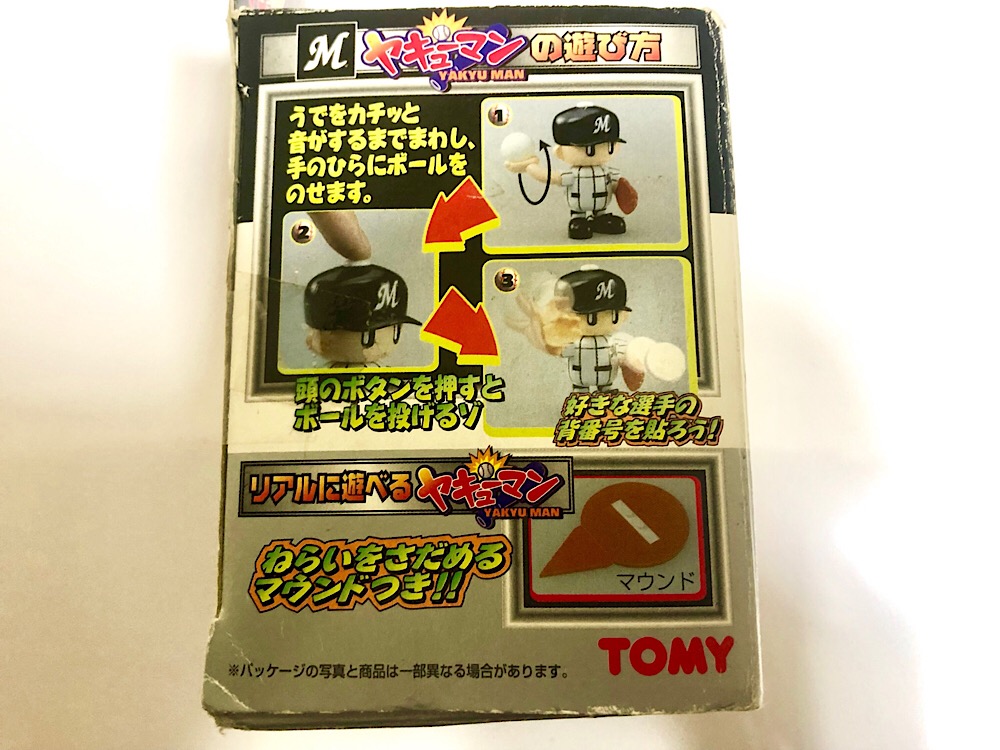 M ヤキューマンの遊び方
YAKYU MAN
うでをカチッと
音がするまでまわし、
手のひらにボールを
のせます。
1
M
2
M
3
M
頭のボタンを押すと
ボールを投げるゾ
好きな選手の
背番号を貼ろう!
リアルに遊べる ヤキューマン
YAKYU MAN
ねらいをさだめる
マウンドつき!!
マウンド
TOMY
※パッケージの写真と商品は一部異なる場合があります。